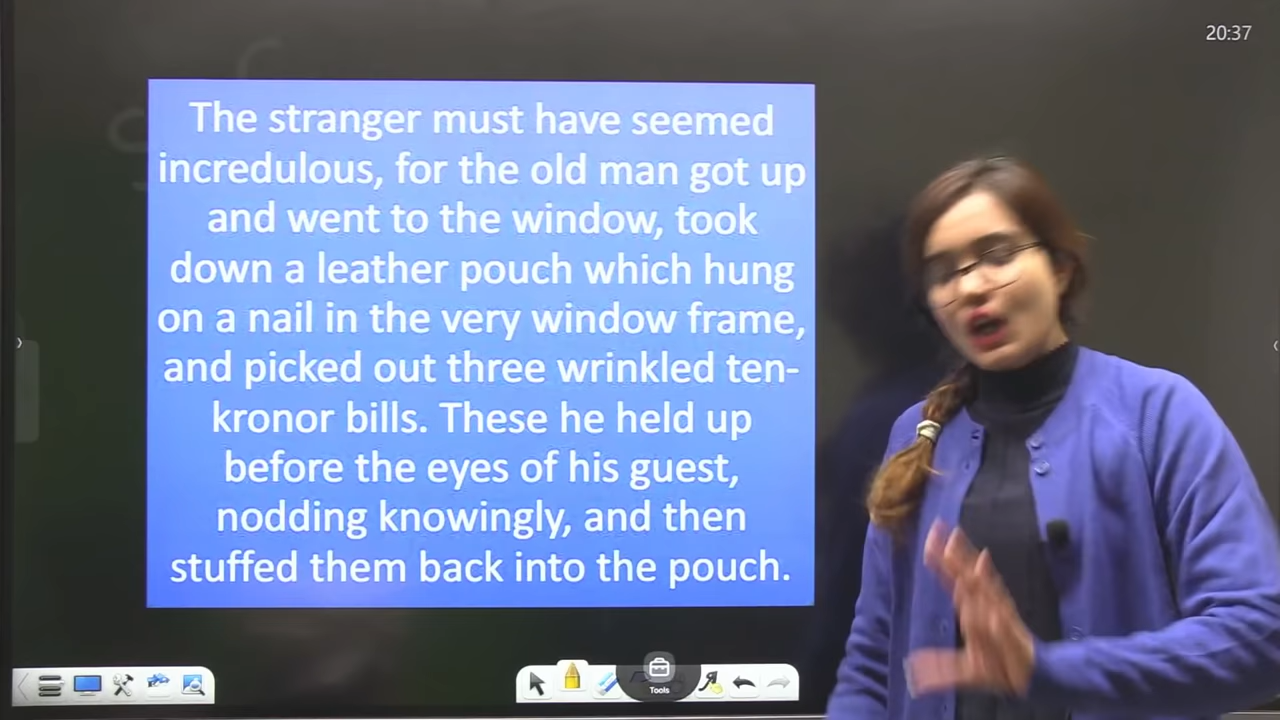 20:37
The stranger must have seemed
incredulous, for the old man got up
and went to the window, took
down a leather pouch which hung
on a nail in the very window frame,
and picked out three wrinkled ten-
kronor bills. These he held up
before the eyes of his guest,
nodding knowingly, and then
stuffed them back into the pouch.
Tools